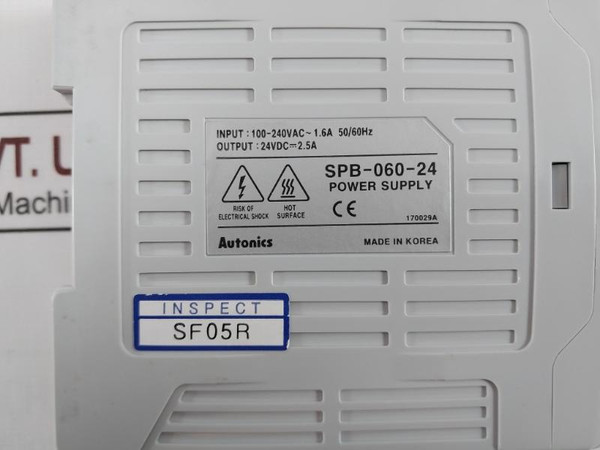 VT. U
Machi
INPUT : 100-240VAC~ 1.6A 50/60Hz
OUTPUT : 24VDC⎓2.5A
SPB-060-24
POWER SUPPLY
RISK OF
ELECTRICAL SHOCK
HOT
SURFACE
CE
170029A
Autonics
MADE IN KOREA
INSPECT
SF05R